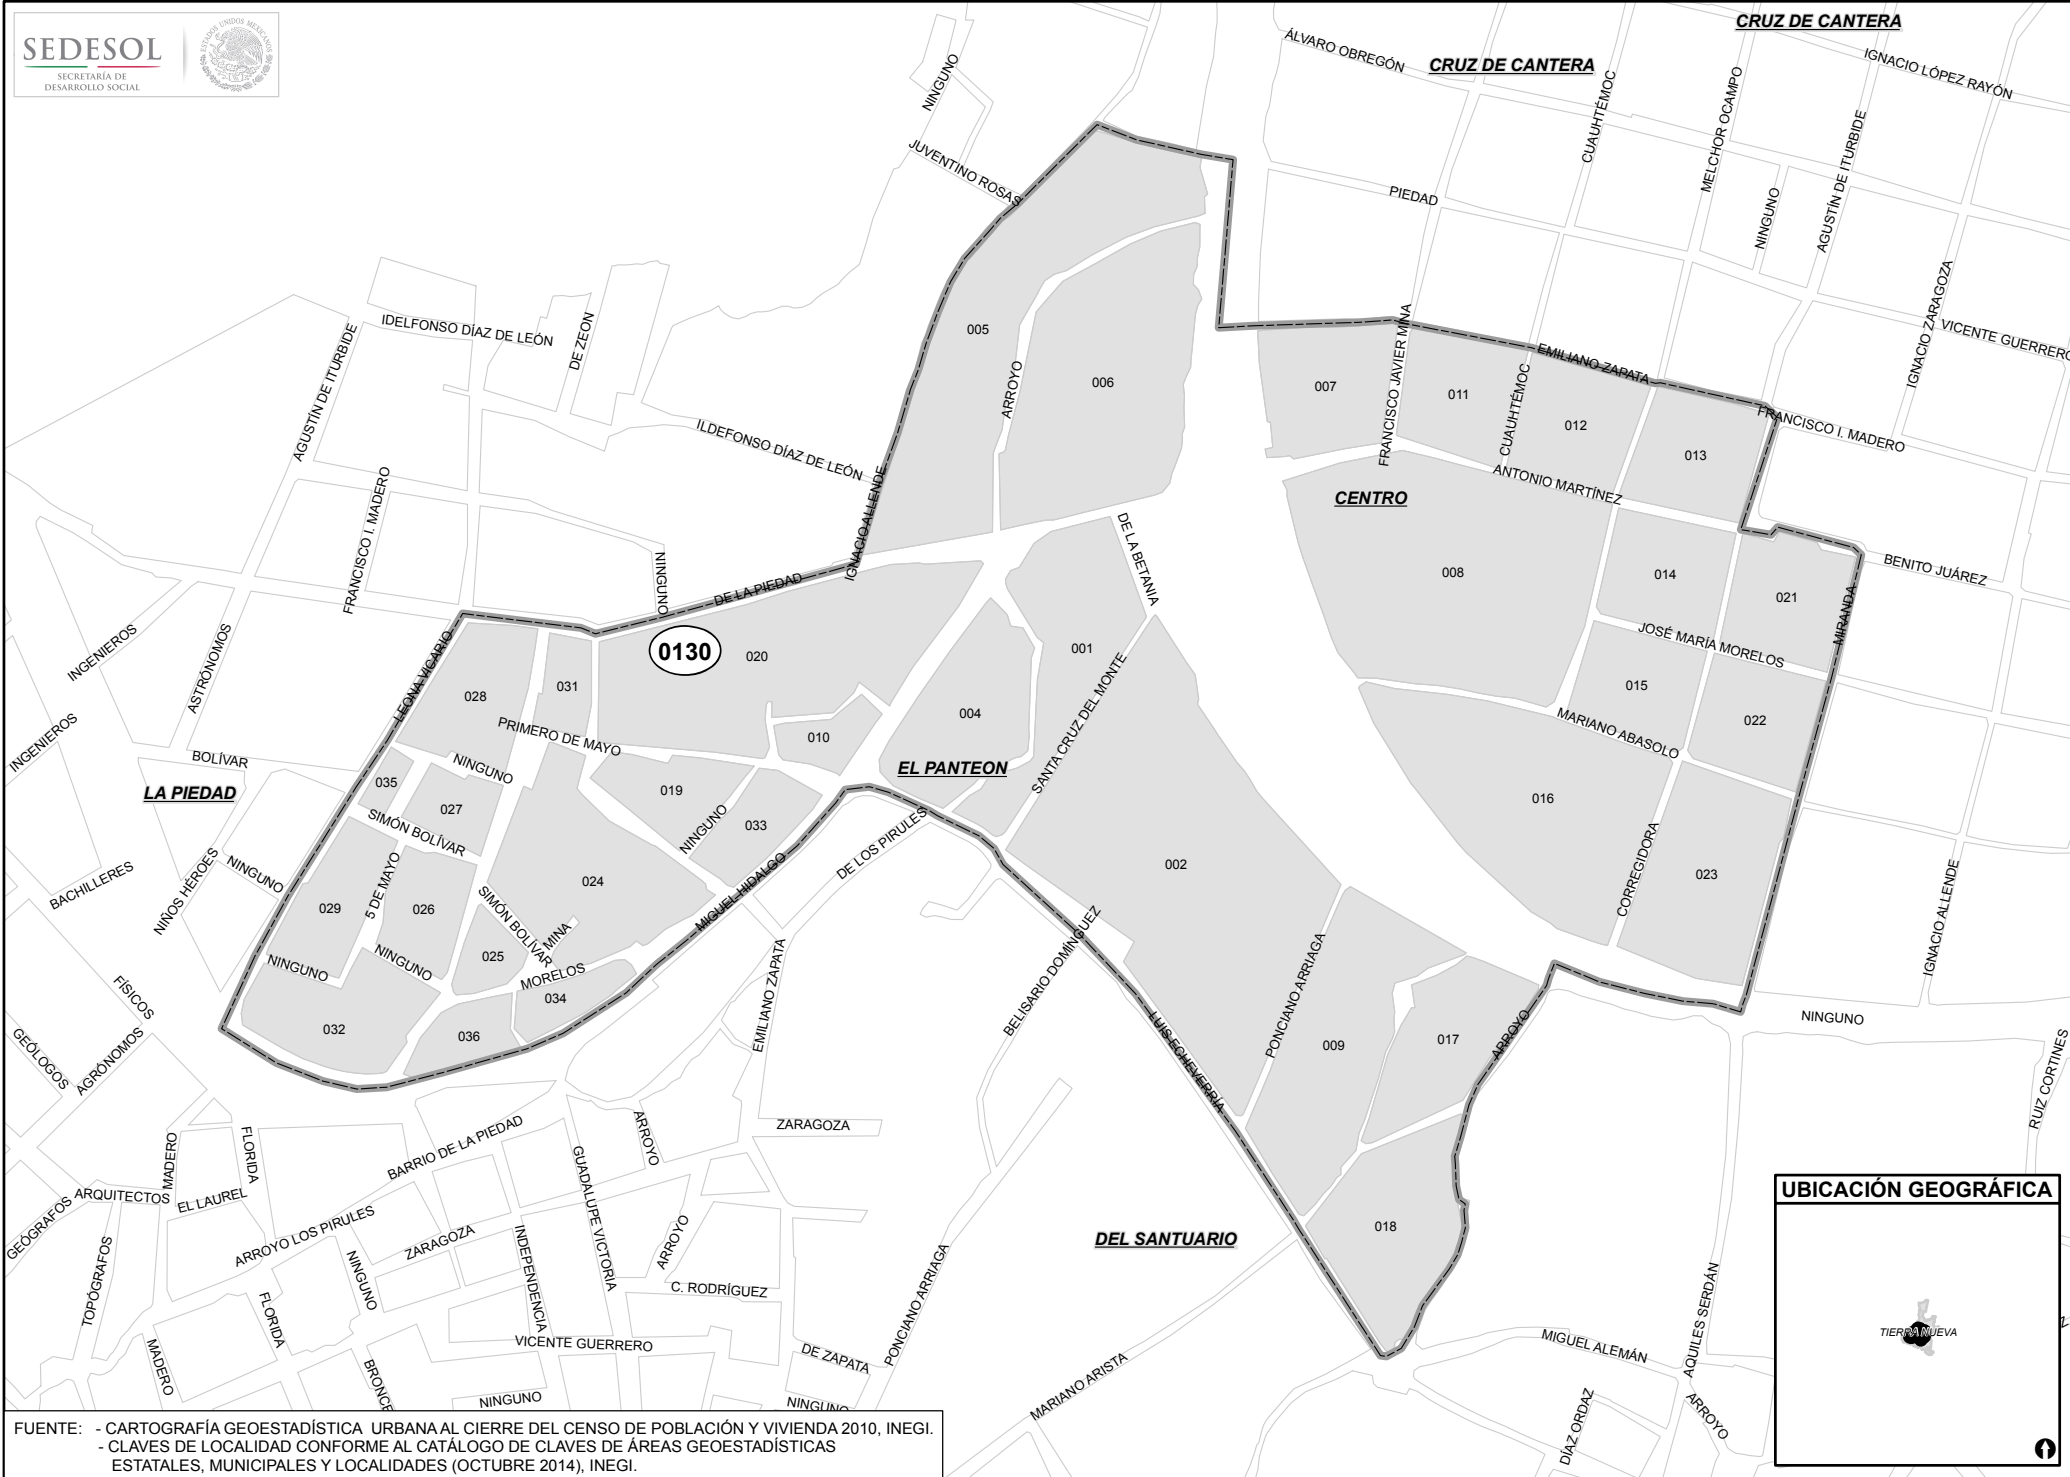 SEDESOL
SECRETARÍA DE
DESARROLLO SOCIAL
ESTADOS UNIDOS MEXICANOS
CRUZ DE CANTERA
CRUZ DE CANTERA
ÁLVARO OBREGÓN
IGNACIO LÓPEZ RAYÓN
NINGUNO
CUAUHTÉMOC
MELCHOR OCAMPO
AGUSTÍN DE ITURBIDE
JUVENTINO ROSAS
PIEDAD
NINGUNO
IGNACIO ZARAGOZA
VICENTE GUERRERO
IDELFONSO DÍAZ DE LEÓN
DE ZEON
AGUSTÍN DE ITURBIDE
005
ARROYO
006
007
FRANCISCO JAVIER MINA
011
CUAUHTÉMOC
EMILIANO ZAPATA
012
013
FRANCISCO I. MADERO
ILDEFONSO DÍAZ DE LEÓN
IGNACIO ALLENDE
FRANCISCO I. MADERO
ANTONIO MARTÍNEZ
CENTRO
NINGUNO
DE LA PIEDAD
DE LA BETANIA
008
014
021
MIRANDA
BENITO JUÁREZ
INGENIEROS
ASTRÓNOMOS
LEONA VICARIO
0130
020
001
JOSÉ MARÍA MORELOS
028
031
004
SANTA CRUZ DEL MONTE
015
022
INGENIEROS
PRIMERO DE MAYO
010
MARIANO ABASOLO
BOLÍVAR
NINGUNO
EL PANTEON
LA PIEDAD
035
027
019
NINGUNO
033
016
SIMÓN BOLÍVAR
DE LOS PIRULES
002
CORREGIDORA
023
BACHILLERES
NIÑOS HÉROES
NINGUNO
5 DE MAYO
024
MIGUEL HIDALGO
029
026
SIMÓN BOLÍVAR
MINA
IGNACIO ALLENDE
NINGUNO
NINGUNO
025
MORELOS
034
BELISARIO DOMÍNGUEZ
PONCIANO ARRIAGA
FÍSICOS
EMILIANO ZAPATA
LUIS ECHEVERRÍA
032
036
009
017
ARROYO
NINGUNO
GEÓLOGOS
AGRÓNOMOS
RUIZ CORTINES
MADERO
FLORIDA
BARRIO DE LA PIEDAD
ARROYO
ZARAGOZA
GUADALUPE VICTORIA
ARQUITECTOS
EL LAUREL
GEÓGRAFOS
ARROYO LOS PIRULES
ZARAGOZA
INDEPENDENCIA
ARROYO
DEL SANTUARIO
018
TOPÓGRAFOS
NINGUNO
FLORIDA
C. RODRÍGUEZ
PONCIANO ARRIAGA
AQUILES SERDÁN
MADERO
BRONCE
VICENTE GUERRERO
DE ZAPATA
MIGUEL ALEMÁN
MARIANO ARISTA
NINGUNO
NINGUNO
DÍAZ ORDAZ
ARROYO
UBICACIÓN GEOGRÁFICA
TIERRA NUEVA
FUENTE: - CARTOGRAFÍA GEOESTADÍSTICA URBANA AL CIERRE DEL CENSO DE POBLACIÓN Y VIVIENDA 2010, INEGI.
- CLAVES DE LOCALIDAD CONFORME AL CATÁLOGO DE CLAVES DE ÁREAS GEOESTADÍSTICAS
ESTATALES, MUNICIPALES Y LOCALIDADES (OCTUBRE 2014), INEGI.